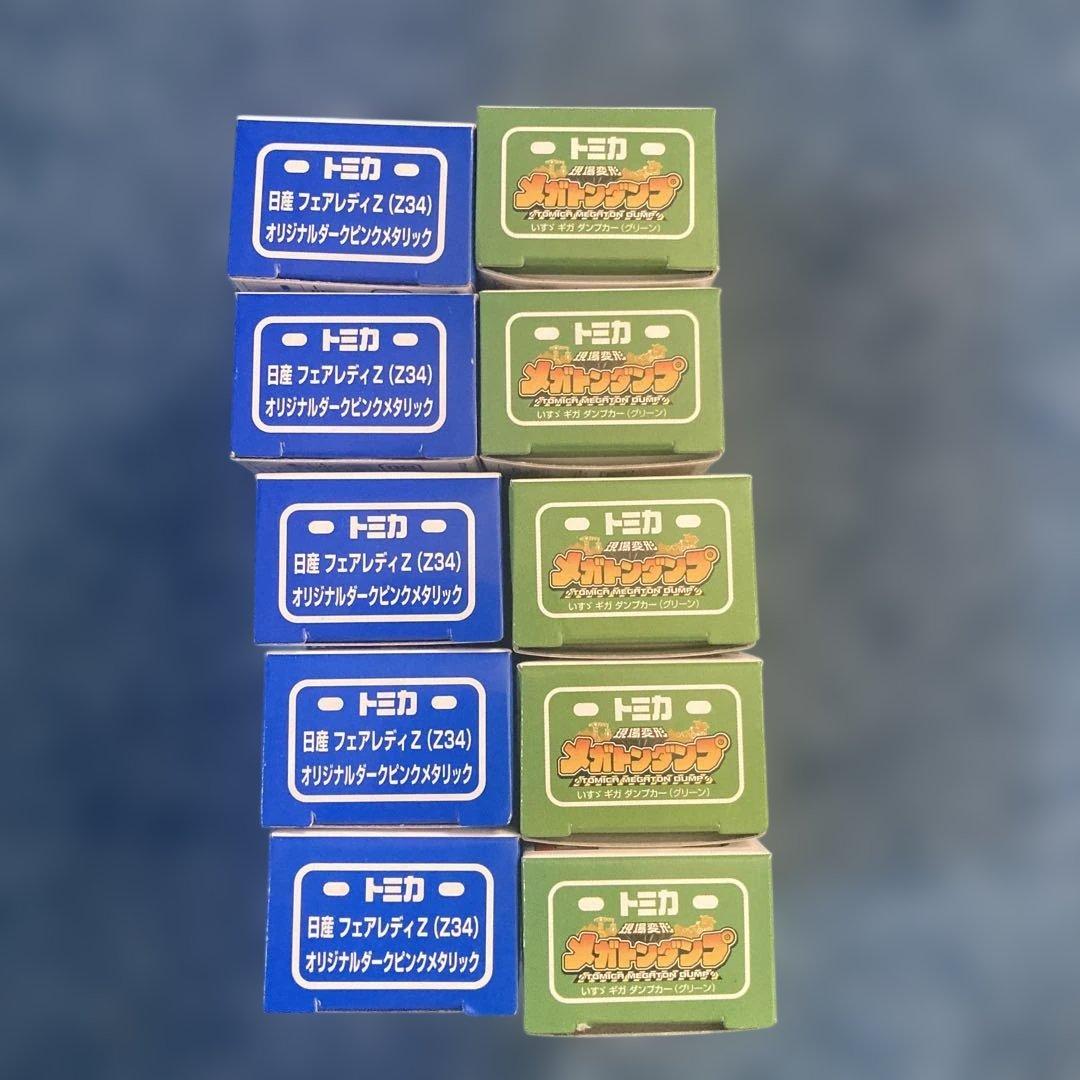 トミカ
日産 フェアレディZ (Z34)
オリジナルダークピンクメタリック
トミカ
現場変形
メガトンダンプ
TOMICA MEGATON DUMP
いすゞ ギガ ダンプカー (グリーン)
トミカ
日産 フェアレディZ (Z34)
オリジナルダークピンクメタリック
トミカ
現場変形
メガトンダンプ
TOMICA MEGATON DUMP
いすゞ ギガ ダンプカー (グリーン)
トミカ
日産 フェアレディZ (Z34)
オリジナルダークピンクメタリック
トミカ
現場変形
メガトンダンプ
TOMICA MEGATON DUMP
いすゞ ギガ ダンプカー (グリーン)
トミカ
日産 フェアレディZ (Z34)
オリジナルダークピンクメタリック
トミカ
現場変形
メガトンダンプ
TOMICA MEGATON DUMP
いすゞ ギガ ダンプカー (グリーン)
トミカ
日産 フェアレディZ (Z34)
オリジナルダークピンクメタリック
トミカ
現場変形
メガトンダンプ
TOMICA MEGATON DUMP
いすゞ ギガ ダンプカー (グリーン)